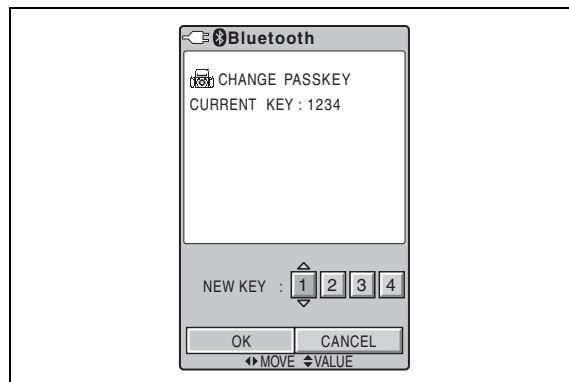 Bluetooth
CHANGE PASSKEY
CURRENT KEY : 1234
NEW KEY : 1 2 3 4
OK CANCEL
MOVE VALUE